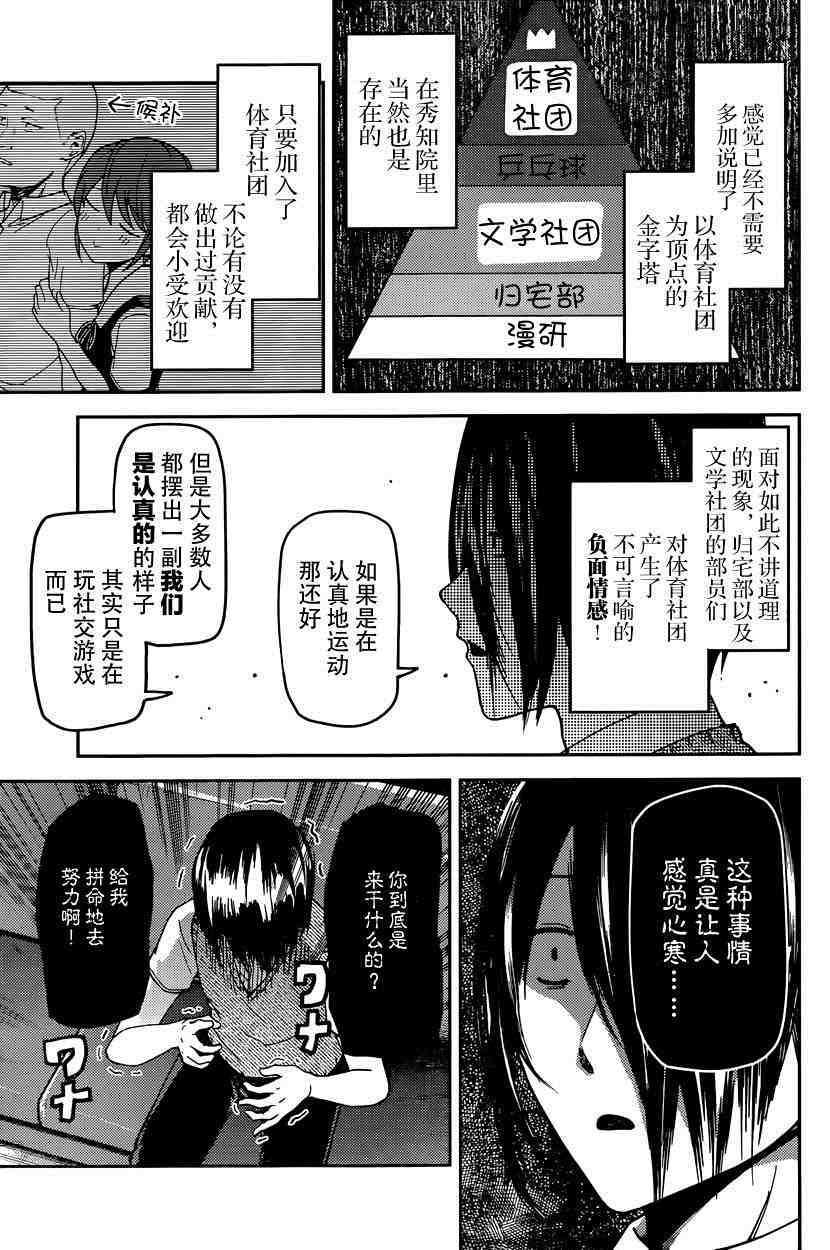 感觉已经不需要
多加说明了
以体育社团
为顶点的
金字塔
体育
社团
乒乓球
文学社团
归宅部
漫研
在秀知院里
当然也是
存在的
只要加入了
体育社团
不论有没有
做出过贡献，
都会小受欢迎
←候补
面对如此不讲道理
的现象，归宅部以及
文学社团的部员们
对体育社团
产生了
不可言喻的
负面情感！
如果是在
认真地运动
那还好
但是大多数人
都摆出一副我们
是认真的的样子
其实只是在
玩社交游戏
而已
这种事情
真是让人
感觉心寒……
你到底是
来干什么的？
给我
拼命地去
努力啊！
ワナ
ワナ